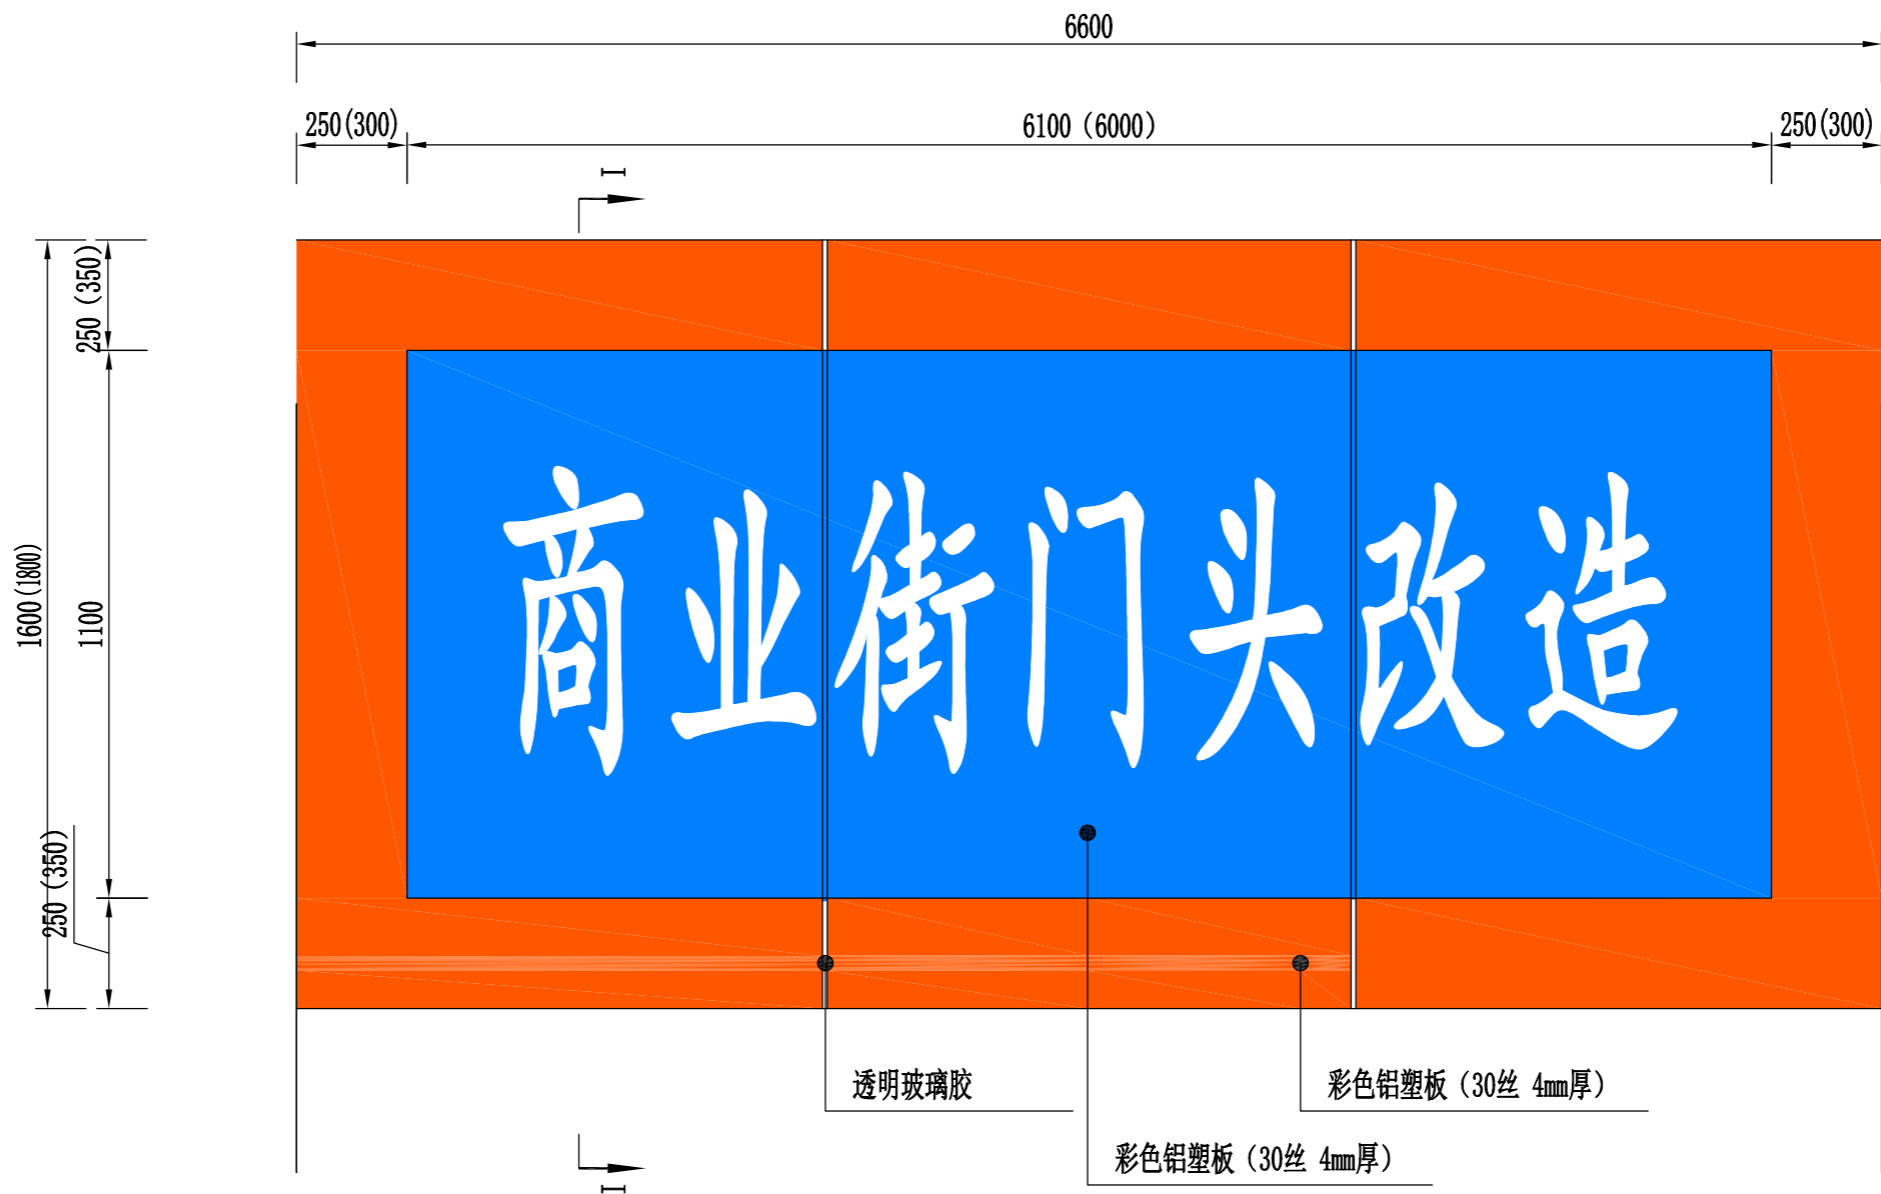 6600
250(300)
6100（6000）
250(300)
I
250（350）
1600(1800)
1100
商业街门头改造
250（350）
透明玻璃胶
彩色铝塑板（30丝 4mm厚）
彩色铝塑板（30丝 4mm厚）
I